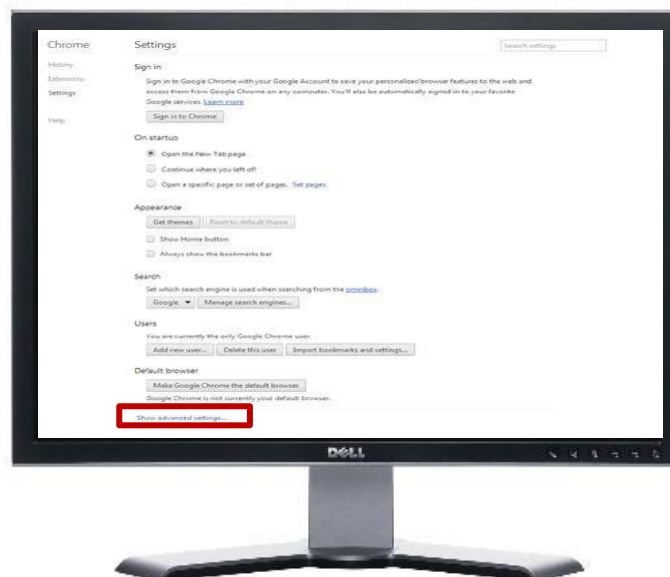 Chrome
History
Extensions
Settings
Help
Settings
Search settings
Sign in
Sign in to Google Chrome with your Google Account to save your personalized browser features to the web and
access them from Google Chrome on any computer. You'll also be automatically signed in to your favorite
Google services. Learn more
Sign in to Chrome
On startup
Open the New Tab page
Continue where you left off
Open a specific page or set of pages. Set pages
Appearance
Get themes Reset to default theme
Show Home button
Always show the bookmarks bar
Search
Set which search engine is used when searching from the omnibox.
Google Manage search engines...
Users
You are currently the only Google Chrome user.
Add new user... Delete this user Import bookmarks and settings...
Default browser
Make Google Chrome the default browser
Google Chrome is not currently your default browser.
Show advanced settings...
DELL